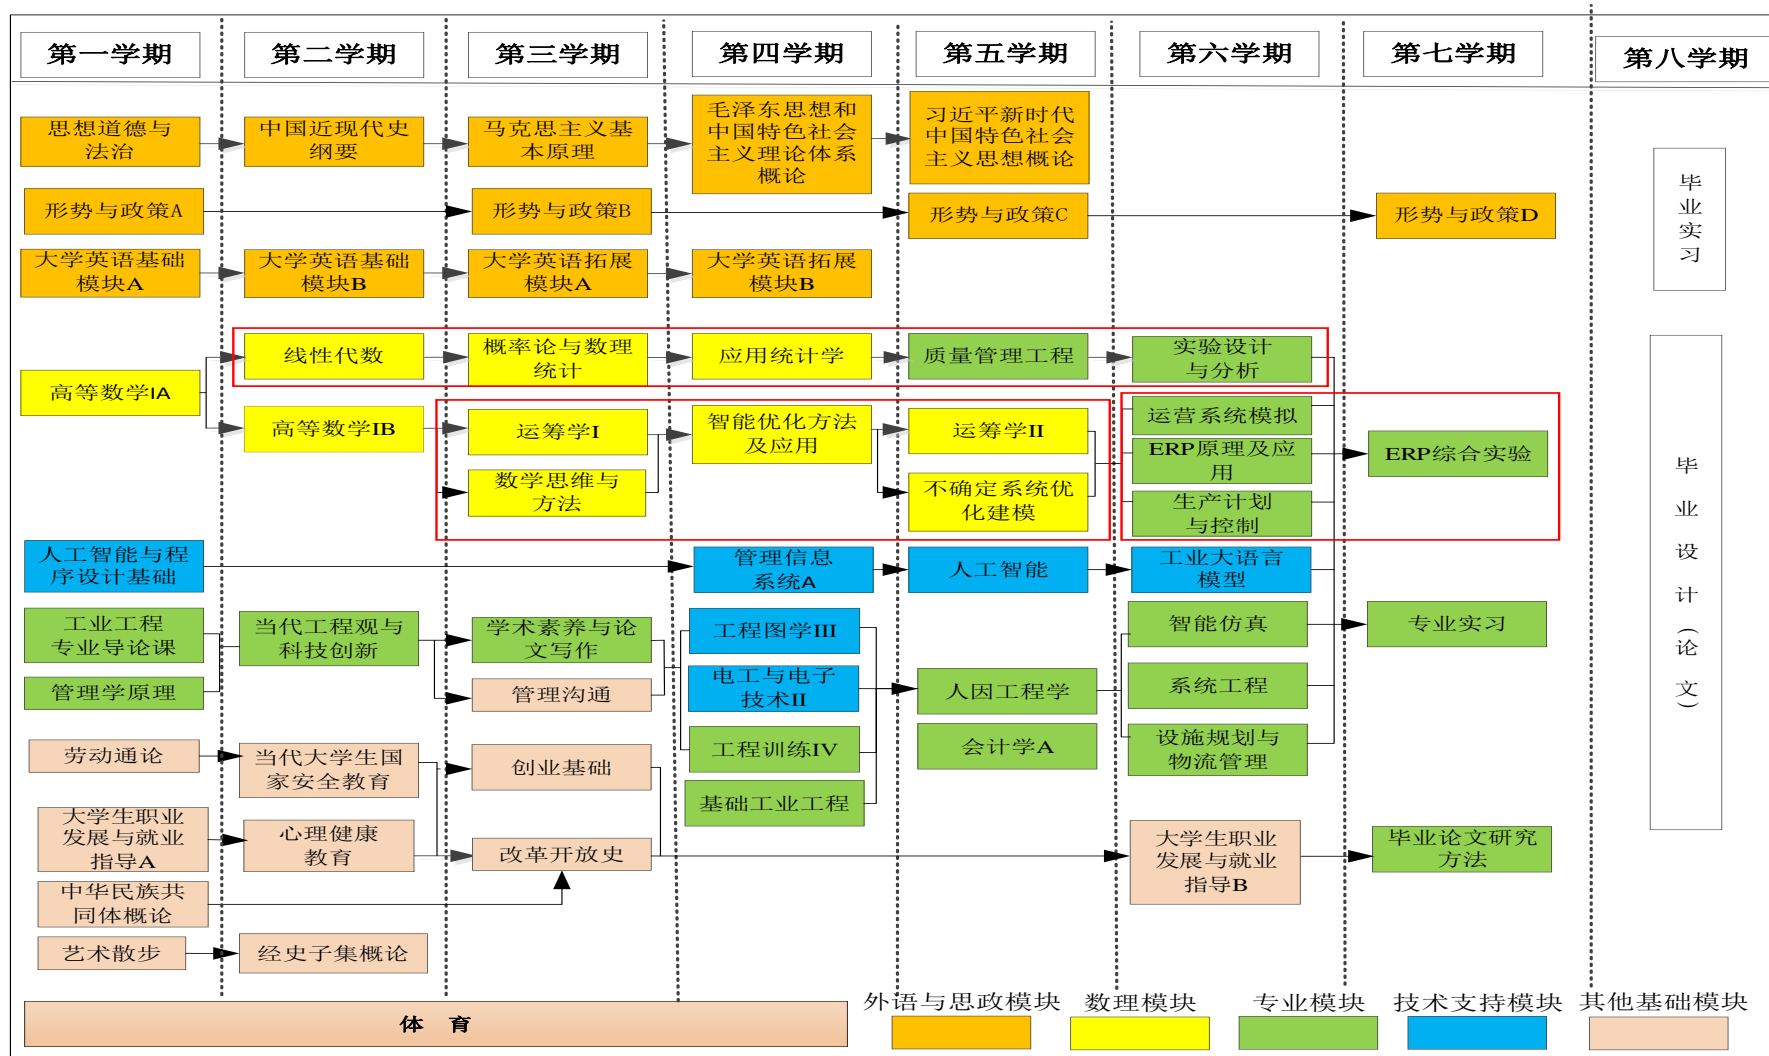 第一学期
第二学期
第三学期
第四学期
第五学期
第六学期
第七学期
第八学期
思想道德与
法治
中国近现代史
纲要
马克思主义基
本原理
毛泽东思想和
中国特色社会
主义理论体系
概论
习近平新时代
中国特色社会
主义思想概论
形势与政策A
形势与政策B
形势与政策C
形势与政策D
大学英语基础
模块A
大学英语基础
模块B
大学英语拓展
模块A
大学英语拓展
模块B
毕业实习
高等数学IA
线性代数
概率论与数理
统计
应用统计学
质量管理工程
实验设计
与分析
高等数学IB
运筹学I
智能优化方法
及应用
运筹学II
数学思维与
方法
不确定系统优
化建模
运营系统模拟
ERP原理及应
用
生产计划
与控制
ERP综合实验
人工智能与程
序设计基础
管理信息
系统A
人工智能
工业大语言
模型
工业工程
专业导论课
管理学原理
当代工程观与
科技创新
学术素养与论
文写作
管理沟通
工程图学III
电工与电子
技术II
工程训练IV
基础工业工程
人因工程学
会计学A
智能仿真
系统工程
设施规划与
物流管理
专业实习
毕业设计(论文)
劳动通论
当代大学生国
家安全教育
创业基础
大学生职业
发展与就业
指导A
心理健康
教育
改革开放史
大学生职业
发展与就业
指导B
毕业论文研究
方法
中华民族共
同体概论
艺术散步
经史子集概论
体 育
外语与思政模块
数理模块
专业模块
技术支持模块
其他基础模块